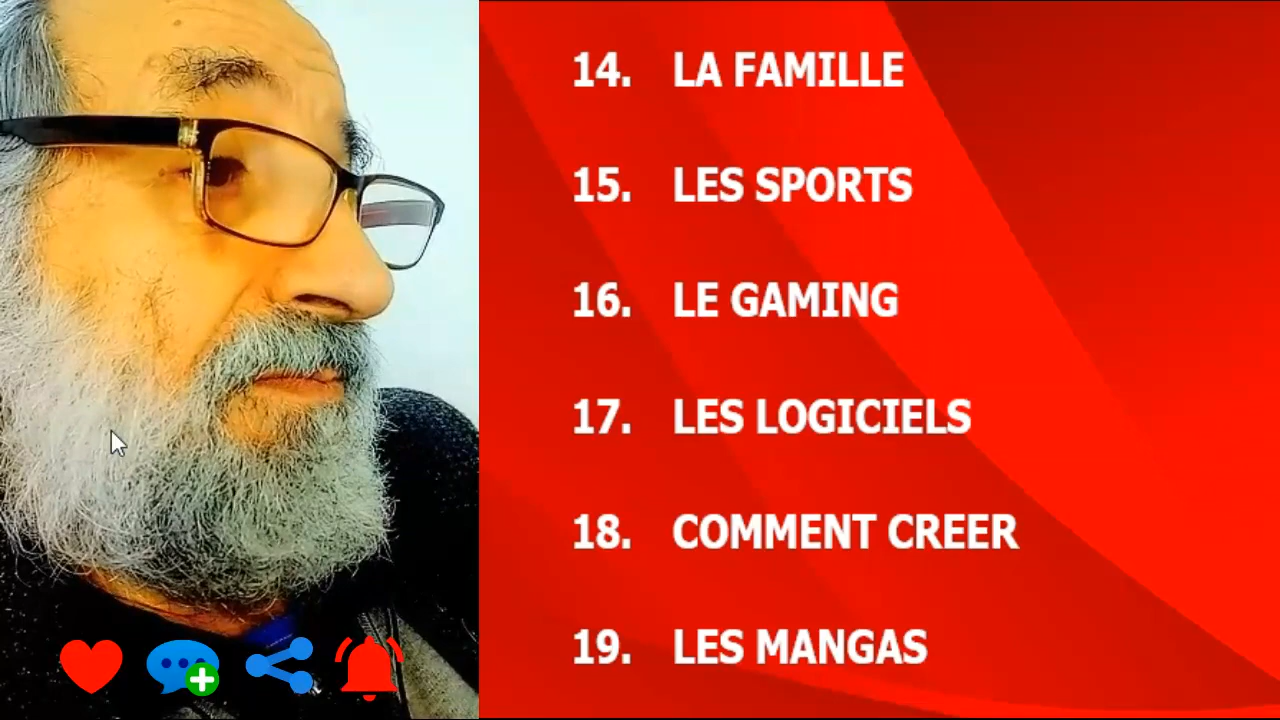 14. LA FAMILLE
15. LES SPORTS
16. LE GAMING
17. LES LOGICIELS
18. COMMENT CREER
19. LES MANGAS